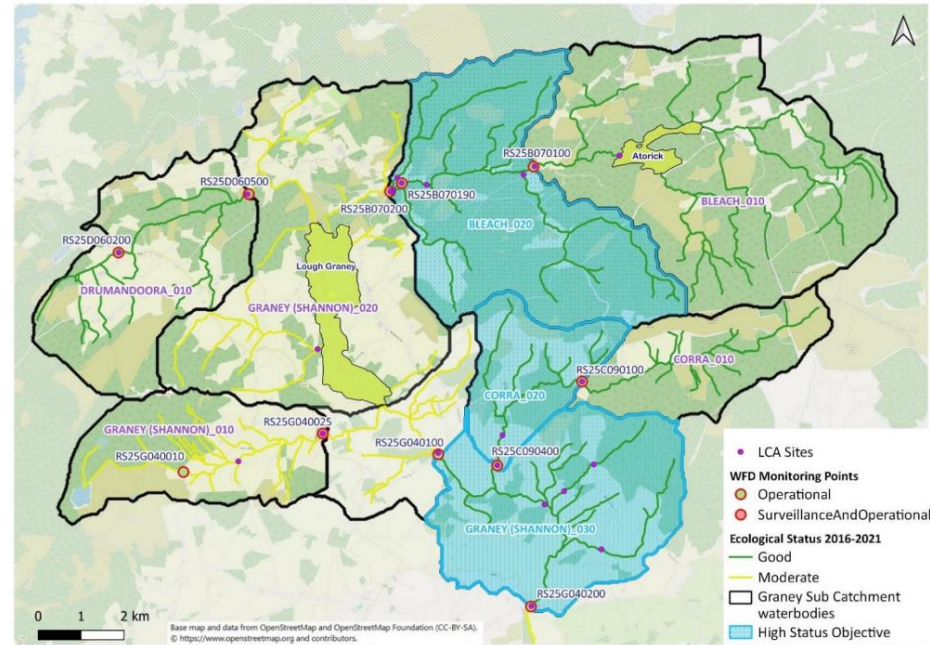 RS25B070100
Atorick
RS25D060500
RS25B070190
RS25B070200
BLEACH_010
BLEACH_020
RS25D060200
Lough Graney
DRUMANDOORA_010
GRANEY (SHANNON)_020
CORRA_010
RS25C090100
CORRA_020
GRANEY (SHANNON)_010
RS25G040025
RS25G040100
RS25G040010
RS25C090400
GRANEY (SHANNON)_030
RS25G040200
LCA Sites
WFD Monitoring Points
Operational
SurveillanceAndOperational
Ecological Status 2016-2021
Good
Moderate
Graney Sub Catchment
waterbodies
High Status Objective
0 1 2 km
Base map and data from OpenStreetMap and OpenStreetMap Foundation (CC-BY-SA).
© https://www.openstreetmap.org and contributors.